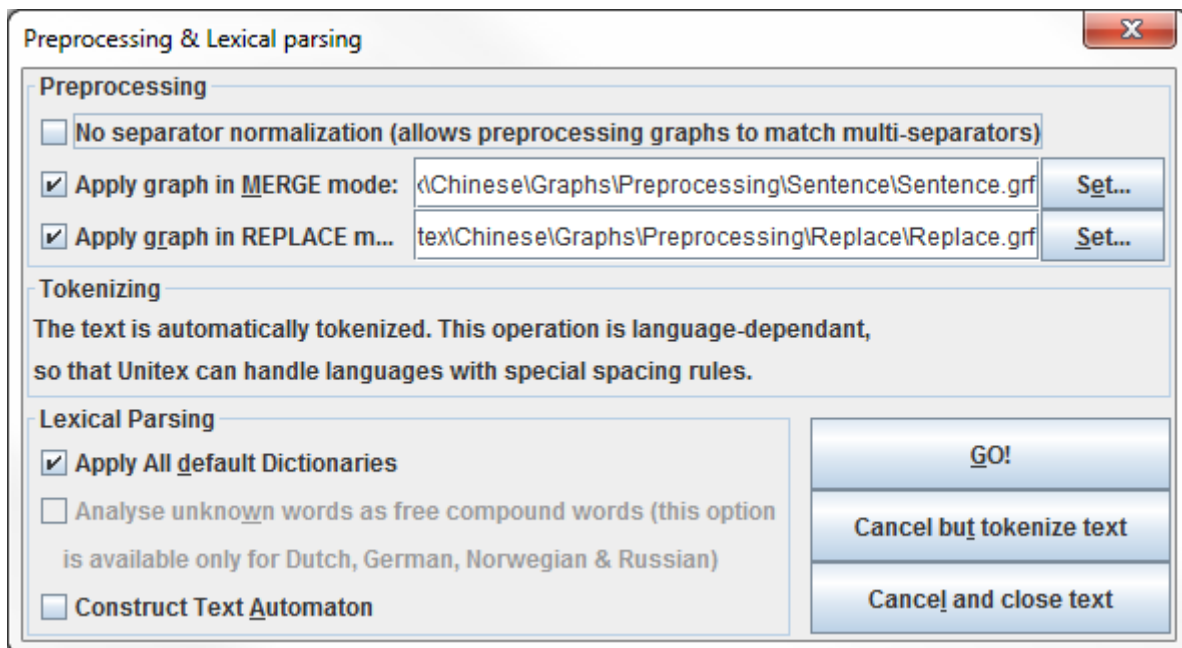 Preprocessing & Lexical parsing
Preprocessing
No separator normalization (allows preprocessing graphs to match multi-separators)
Apply graph in MERGE mode: \Chinese\Graphs\Preprocessing\Sentence\Sentence.grf Set...
Apply graph in REPLACE m... tex\Chinese\Graphs\Preprocessing\Replace\Replace.grf Set...
Tokenizing
The text is automatically tokenized. This operation is language-dependant,
so that Unitex can handle languages with special spacing rules.
Lexical Parsing
Apply All default Dictionaries
Analyse unknown words as free compound words (this option
is available only for Dutch, German, Norwegian & Russian)
Construct Text Automaton
GO!
Cancel but tokenize text
Cancel and close text